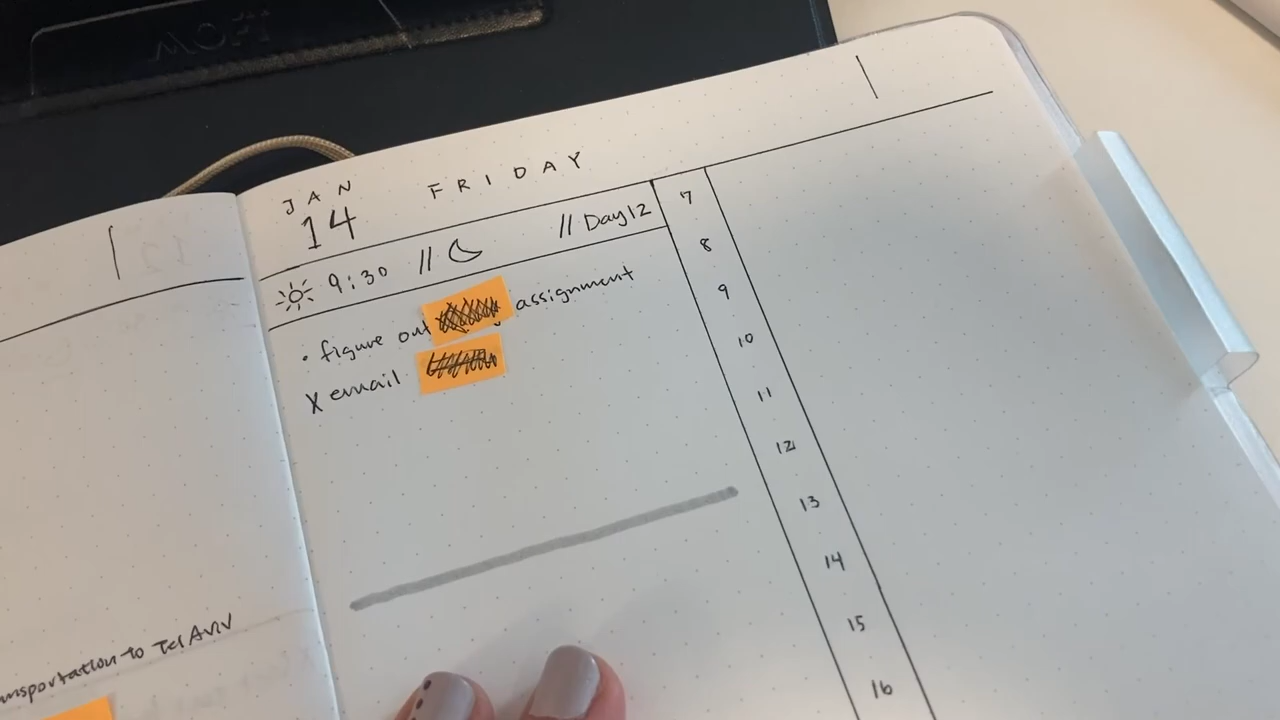 JAN
14
FRIDAY
9:30 // // Day 12
• figure out assignment
X email
7
8
9
10
11
12
13
14
15
16
to Tel Aviv